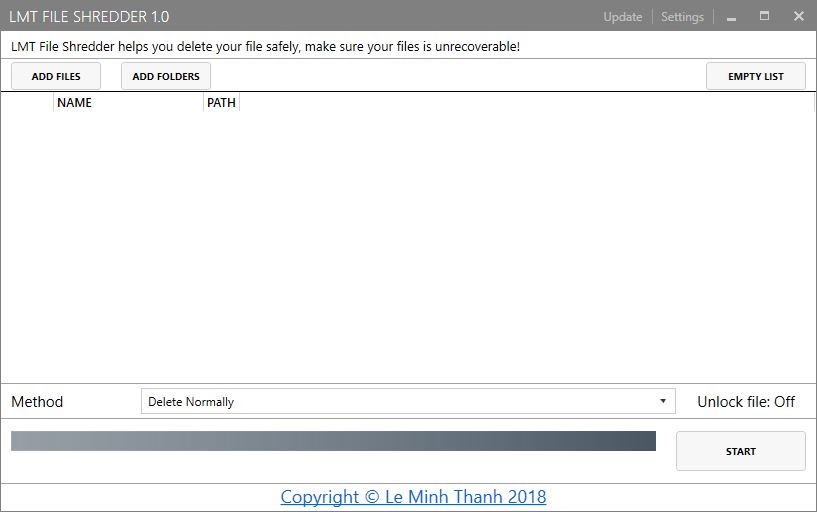 LMT FILE SHREDDER 1.0 Update Settings
LMT File Shredder helps you delete your file safely, make sure your files is unrecoverable!
ADD FILES ADD FOLDERS EMPTY LIST
NAME PATH
Method Delete Normally Unlock file: Off
START
Copyright © Le Minh Thanh 2018